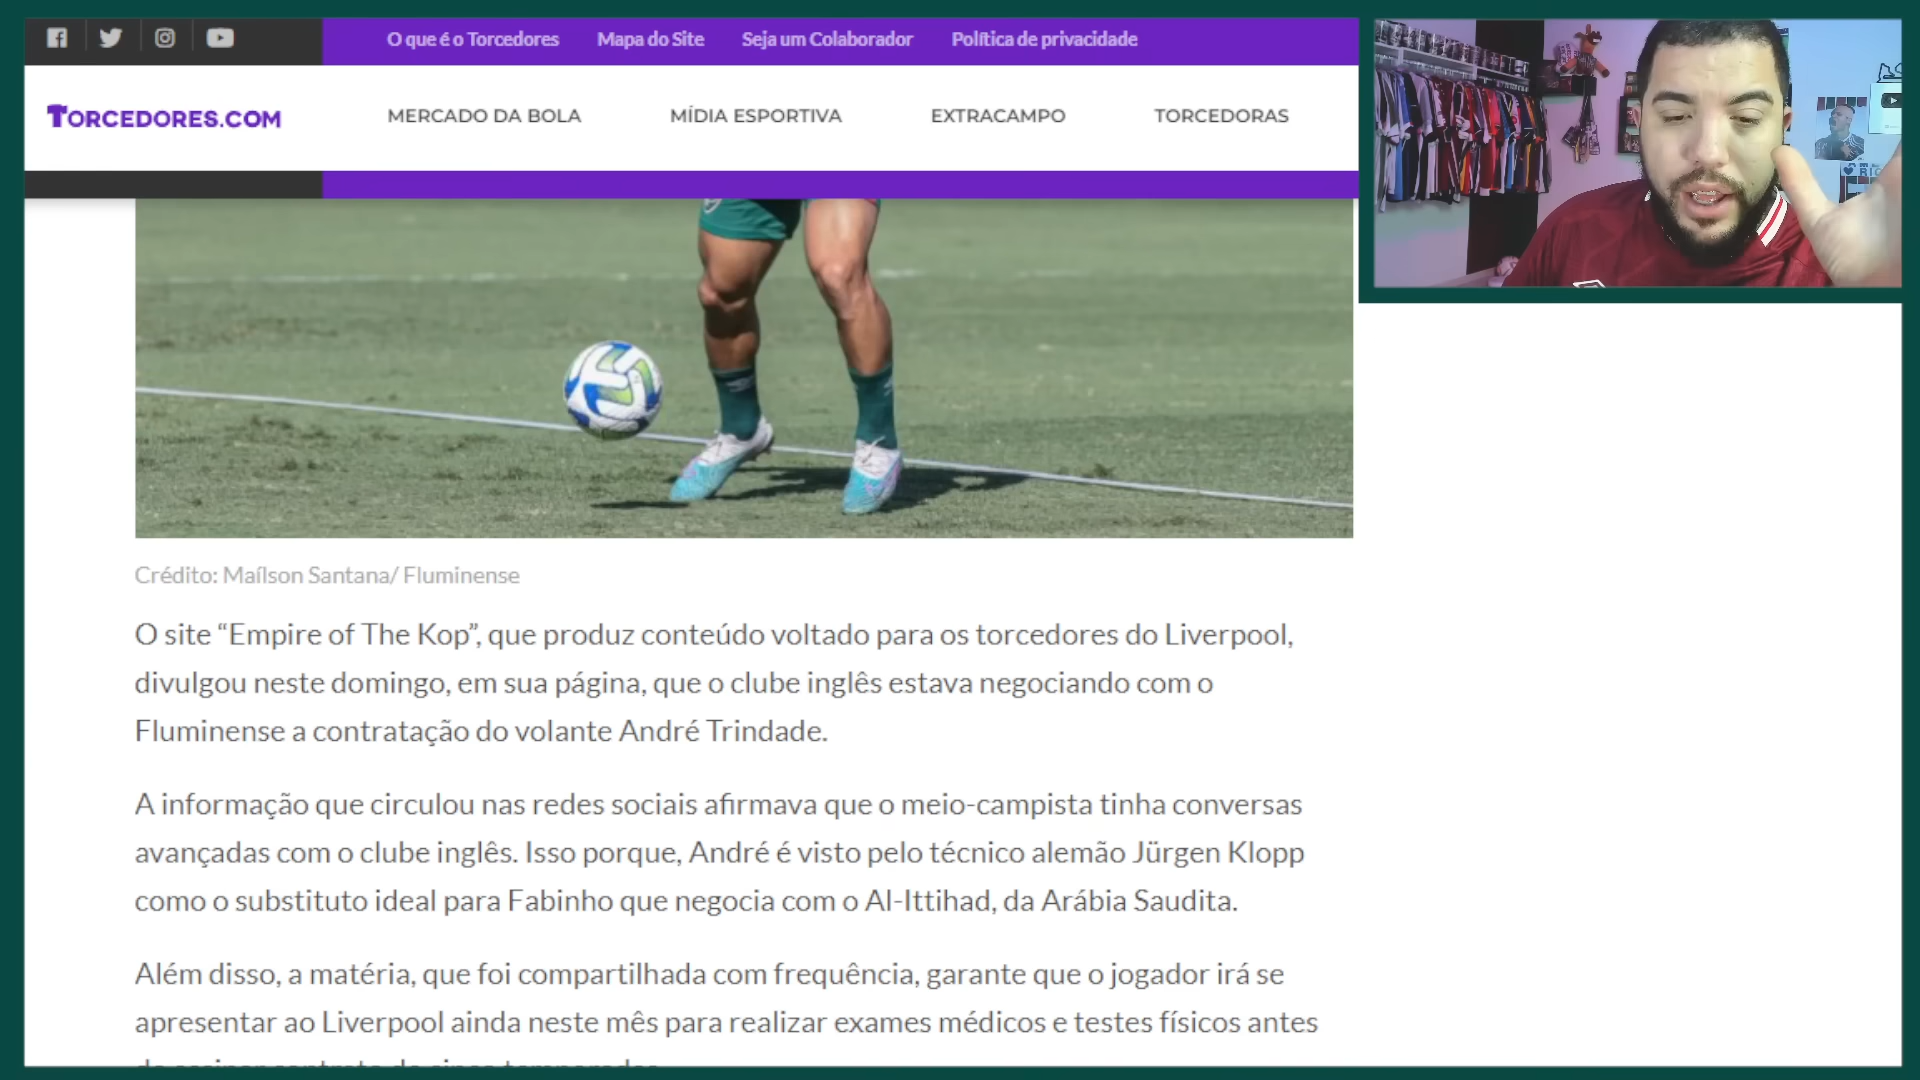 O que é o Torcedores Mapa do Site Seja um Colaborador Política de privacidade
TORCEDORES.COM
MERCADO DA BOLA MÍDIA ESPORTIVA EXTRACAMPO TORCEDORAS
Crédito: Maílson Santana/ Fluminense
O site “Empire of The Kop”, que produz conteúdo voltado para os torcedores do Liverpool,
divulgou neste domingo, em sua página, que o clube inglês estava negociando com o
Fluminense a contratação do volante André Trindade.
A informação que circulou nas redes sociais afirmava que o meio-campista tinha conversas
avançadas com o clube inglês. Isso porque, André é visto pelo técnico alemão Jürgen Klopp
como o substituto ideal para Fabinho que negocia com o Al-Ittihad, da Arábia Saudita.
Além disso, a matéria, que foi compartilhada com frequência, garante que o jogador irá se
apresentar ao Liverpool ainda neste mês para realizar exames médicos e testes físicos antes